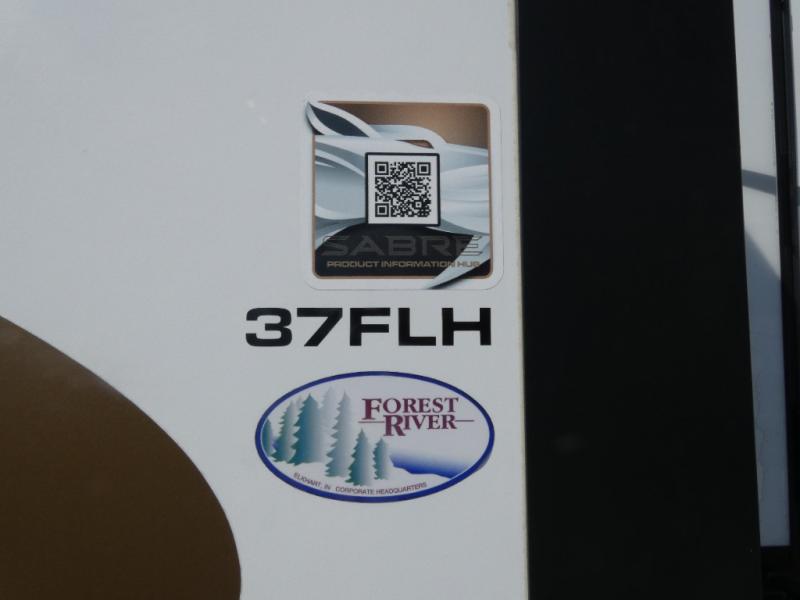 SABRE
PRODUCT INFORMATION HUB
37FLH
FOREST
RIVER
ELKHART, IN CORPORATE HEADQUARTERS